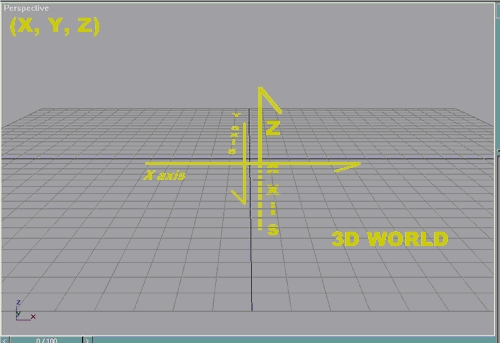 Perspective
(X, Y, Z)
Y axis
Z axis
X axis
3D WORLD
z
y x
0 / 100